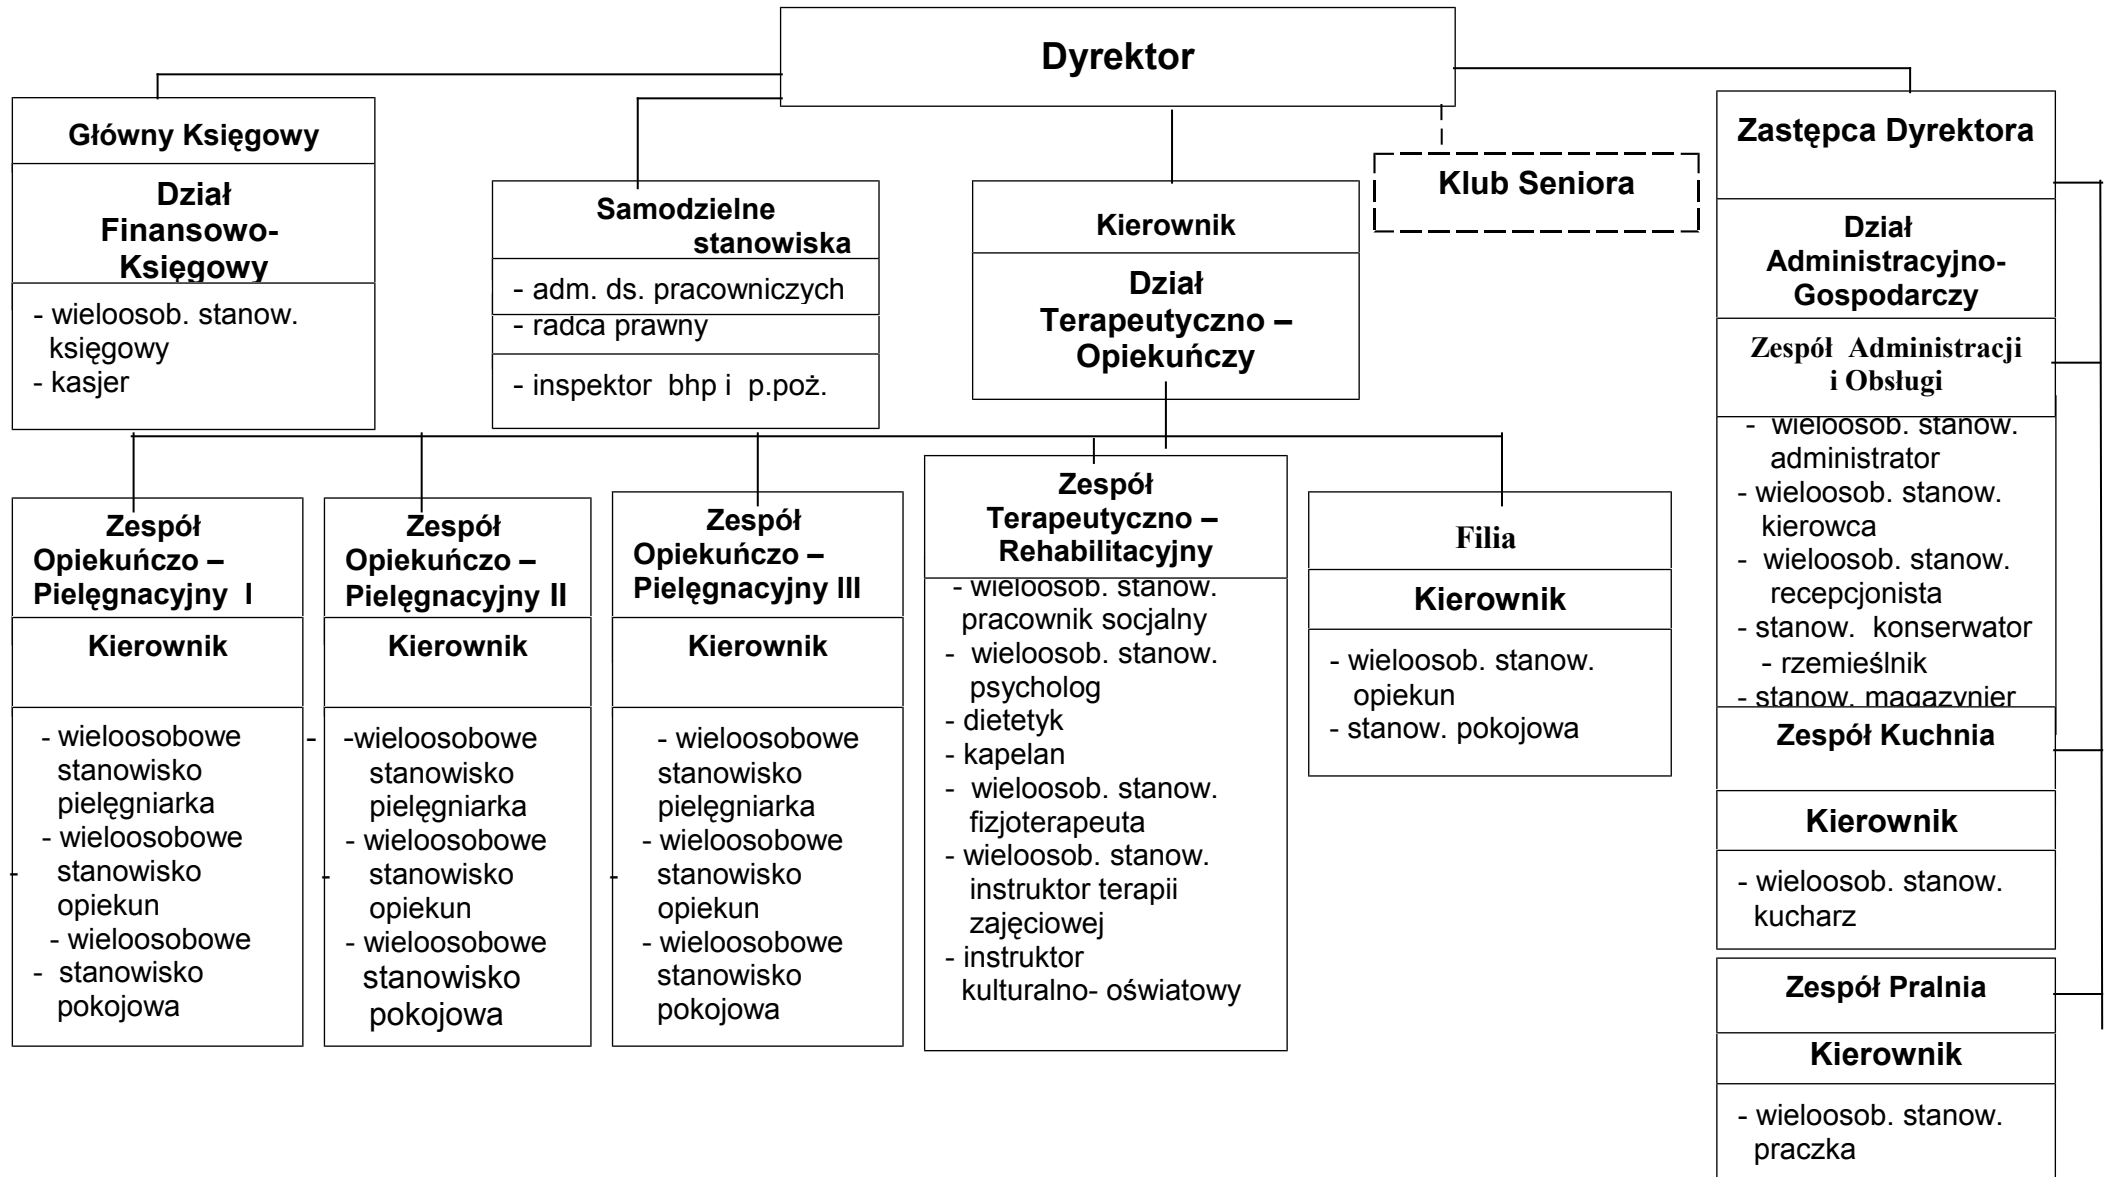 Dyrektor
Główny Księgowy
Dział
Finansowo-
Księgowy
- wieloosob. stanow.
księgowy
- kasjer
Samodzielne
stanowiska
- adm. ds. pracowniczych
- radca prawny
- inspektor bhp i p.poż.
Kierownik
Dział
Terapeutyczno –
Opiekuńczy
Klub Seniora
Zastępca Dyrektora
Dział
Administracyjno-
Gospodarczy
Zespół Administracji
i Obsługi
- wieloosob. stanow.
administrator
- wieloosob. stanow.
kierowca
- wieloosob. stanow.
recepcjonista
- stanow. konserwator
- rzemieślnik
- stanow. magazynier
Zespół Kuchnia
Kierownik
- wieloosob. stanow.
kucharz
Zespół Pralnia
Kierownik
- wieloosob. stanow.
praczka
Zespół
Opiekuńczo –
Pielęgnacyjny I
Kierownik
- wieloosobowe
stanowisko
pielęgniarka
- wieloosobowe
- stanowisko
opiekun
- wieloosobowe
- stanowisko
pokojowa
Zespół
Opiekuńczo –
Pielęgnacyjny II
Kierownik
- -wieloosobowe
stanowisko
pielęgniarka
- wieloosobowe
- stanowisko
opiekun
- wieloosobowe
stanowisko
pokojowa
Zespół
Opiekuńczo –
Pielęgnacyjny III
Kierownik
- wieloosobowe
stanowisko
pielęgniarka
- wieloosobowe
- stanowisko
opiekun
- wieloosobowe
stanowisko
pokojowa
Zespół
Terapeutyczno –
Rehabilitacyjny
- wieloosob. stanow.
pracownik socjalny
- wieloosob. stanow.
psycholog
- dietetyk
- kapelan
- wieloosob. stanow.
fizjoterapeuta
- wieloosob. stanow.
instruktor terapii
zajęciowej
- instruktor
kulturalno- oświatowy
Filia
Kierownik
- wieloosob. stanow.
opiekun
- stanow. pokojowa